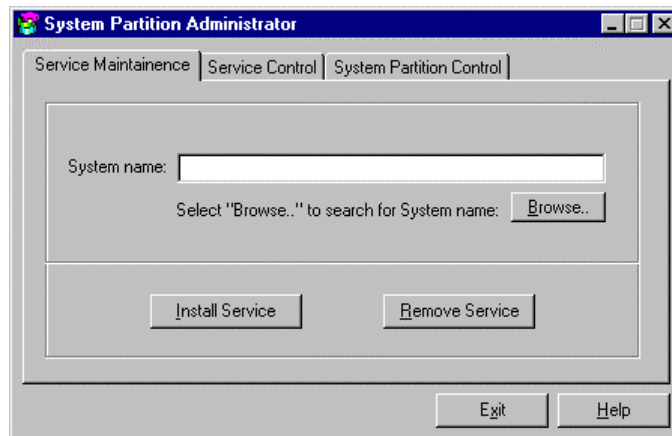 System Partition Administrator
Service Maintainence
Service Control
System Partition Control
System name:
Select "Browse.." to search for System name:
Browse..
Install Service
Remove Service
Exit
Help